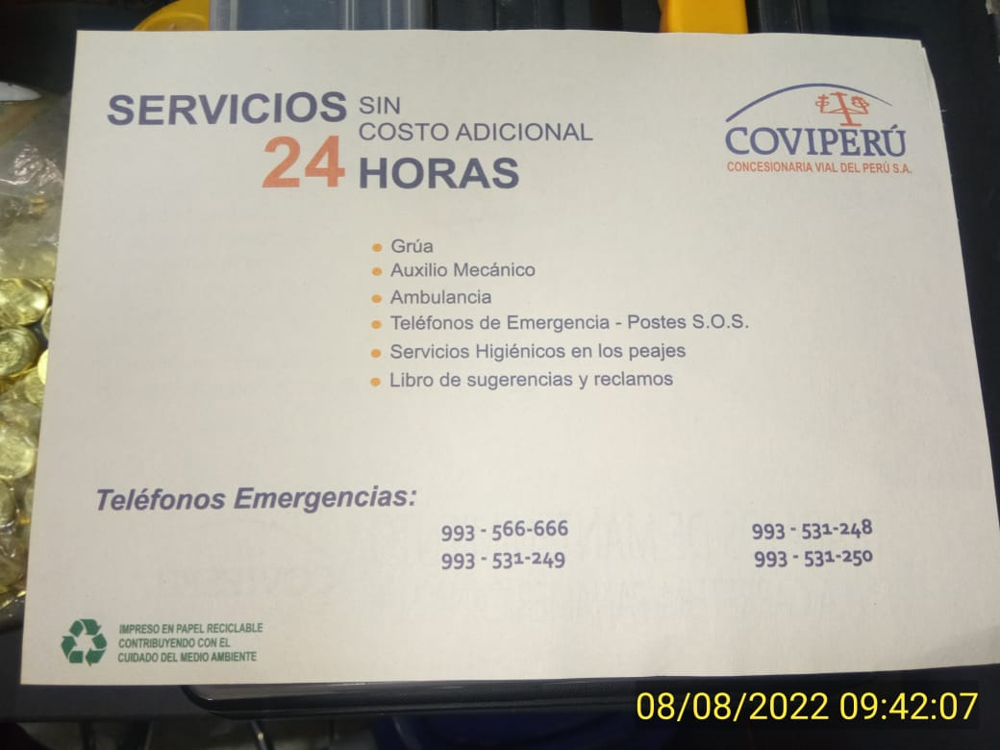 SERVICIOS SIN
COSTO ADICIONAL
24 HORAS
COVIPERÚ
CONCESIONARIA VIAL DEL PERÚ S.A.
Grúa
Auxilio Mecánico
Ambulancia
Teléfonos de Emergencia - Postes S.O.S.
Servicios Higiénicos en los peajes
Libro de sugerencias y reclamos
Teléfonos Emergencias:
993 - 566-666 993 - 531-248
993 - 531-249 993 - 531-250
IMPRESO EN PAPEL RECICLABLE
CONTRIBUYENDO CON EL
CUIDADO DEL MEDIO AMBIENTE
08/08/2022 09:42:07